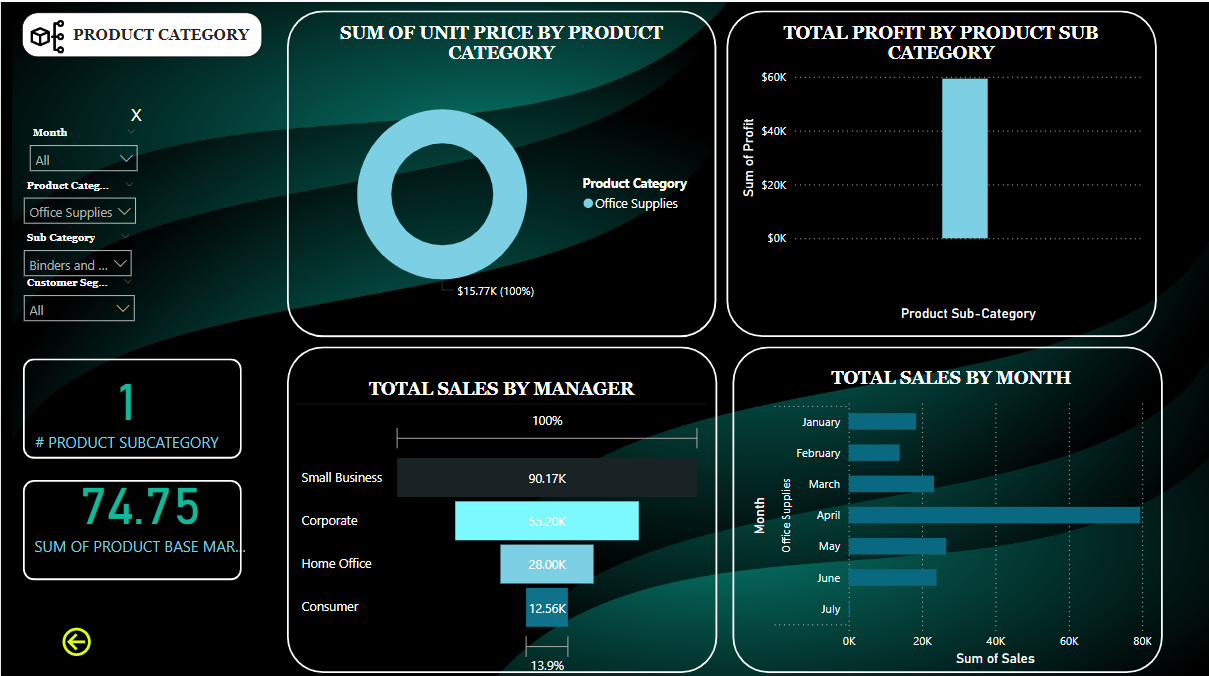 PRODUCT CATEGORY
X
Month
All
Product Categ...
Office Supplies
Sub Category
Binders and ...
Customer Seg...
All
1
# PRODUCT SUBCATEGORY
74.75
SUM OF PRODUCT BASE MAR...
SUM OF UNIT PRICE BY PRODUCT
CATEGORY
Product Category
Office Supplies
$15.77K (100%)
TOTAL PROFIT BY PRODUCT SUB
CATEGORY
Sum of Profit
$60K
$40K
$20K
$0K
Product Sub-Category
TOTAL SALES BY MANAGER
100%
Small Business 90.17K
Corporate 55.20K
Home Office 28.00K
Consumer 12.56K
13.9%
TOTAL SALES BY MONTH
Month
Office Supplies
January
February
March
April
May
June
July
0K 20K 40K 60K 80K
Sum of Sales